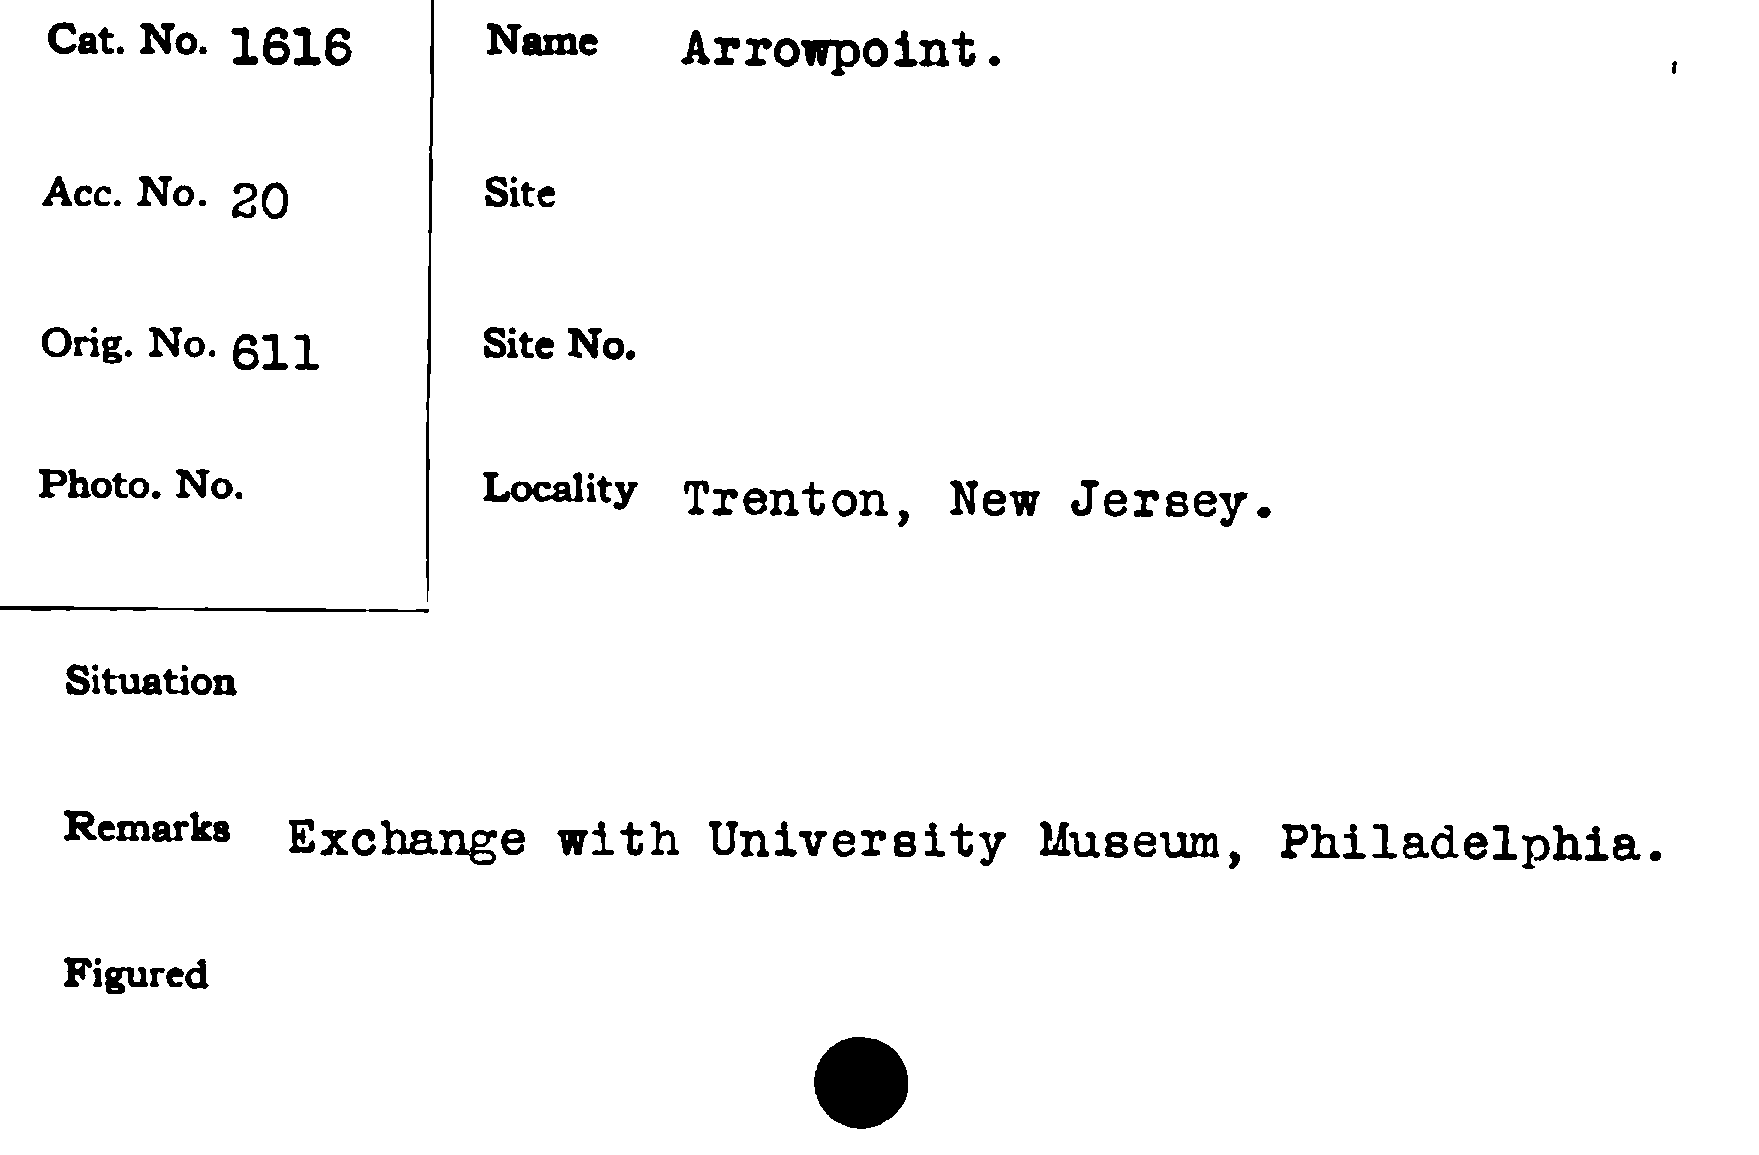 Cat. No. 1616
Name Arrowpoint.
Acc. No. 20
Site
Orig. No. 611
Site No.
Photo. No.
Locality Trenton, New Jersey.
Situation
Remarks Exchange with University Museum, Philadelphia.
Figured